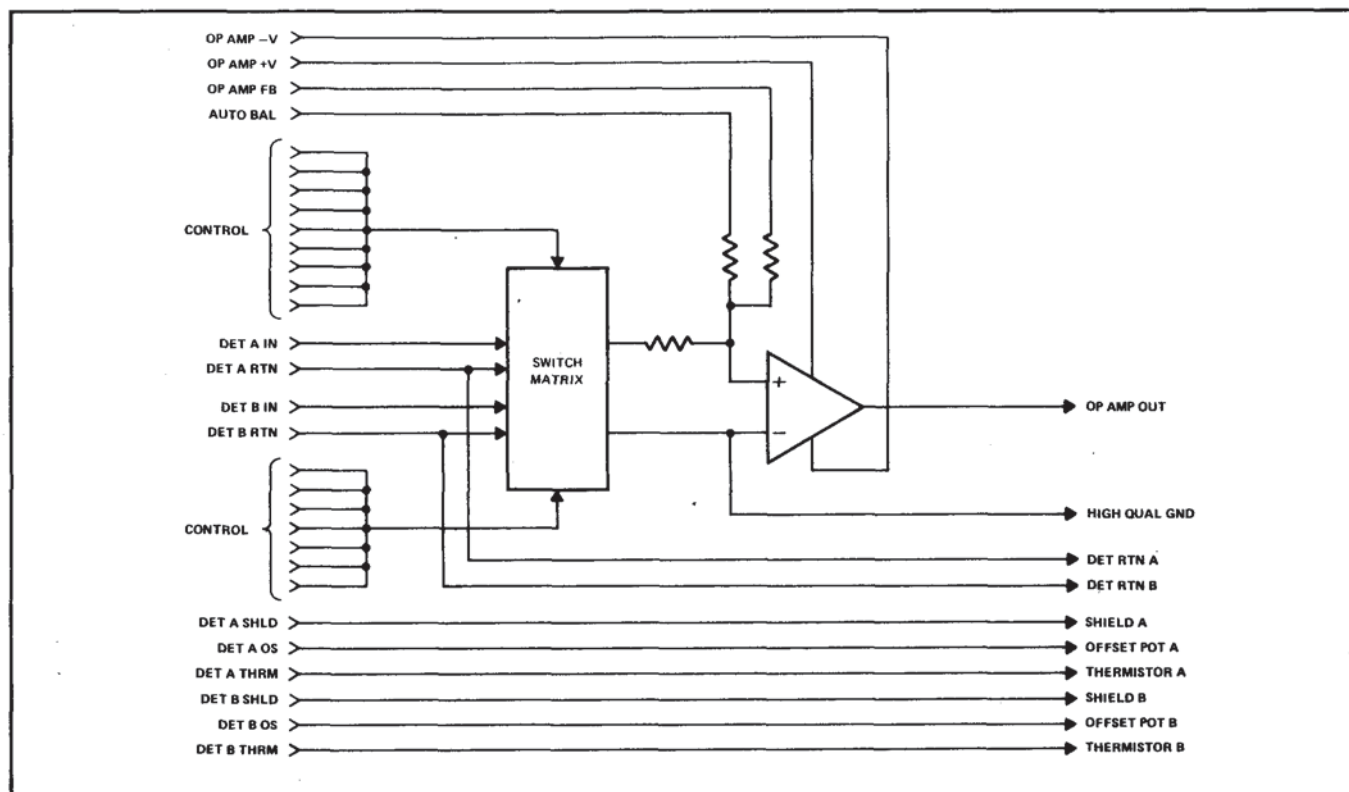 OP AMP –V
OP AMP +V
OP AMP FB
AUTO BAL
CONTROL
DET A IN
DET A RTN
DET B IN
DET B RTN
CONTROL
DET A SHLD
DET A OS
DET A THRM
DET B SHLD
DET B OS
DET B THRM
SWITCH
MATRIX
+
–
OP AMP OUT
HIGH QUAL GND
DET RTN A
DET RTN B
SHIELD A
OFFSET POT A
THERMISTOR A
SHIELD B
OFFSET POT B
THERMISTOR B